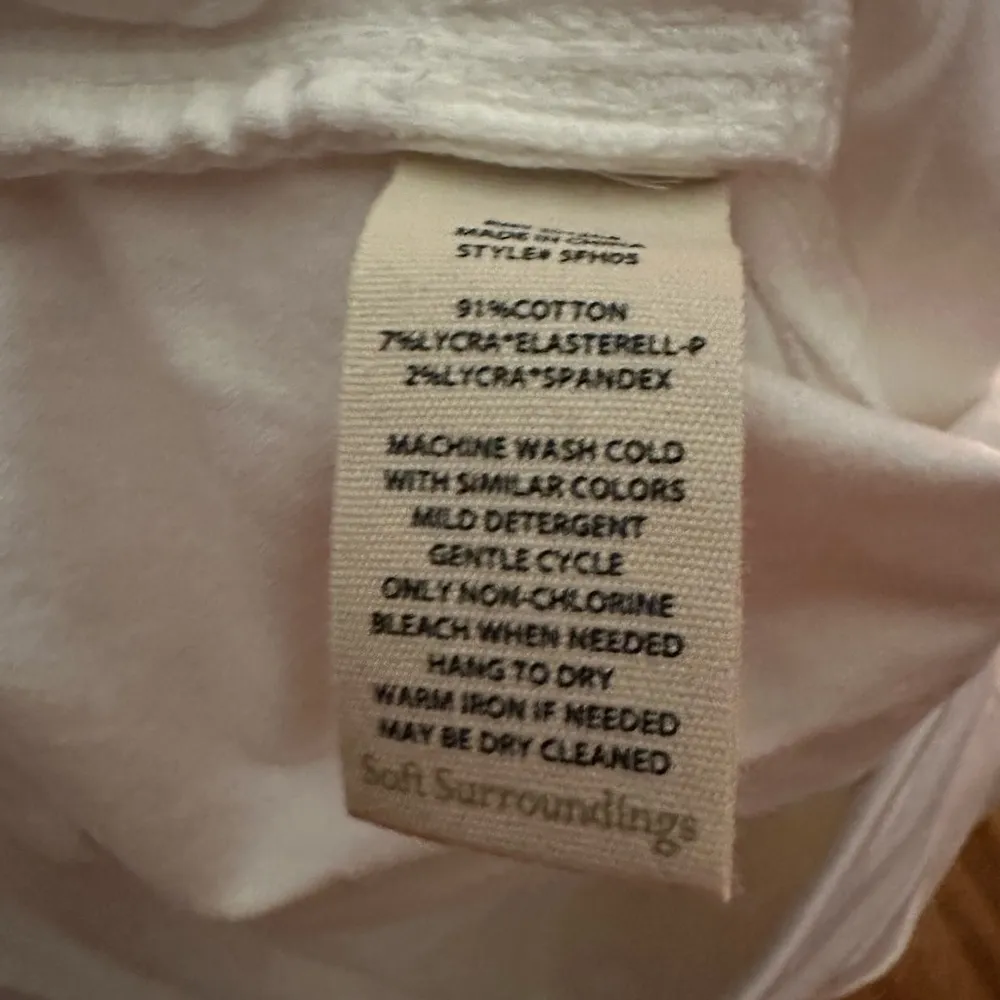 MADE IN CHINA
STYLE# SFH05
91%COTTON
7%LYCRA®ELASTERELL-P
2%LYCRA®SPANDEX
MACHINE WASH COLD
WITH SIMILAR COLORS
MILD DETERGENT
GENTLE CYCLE
ONLY NON-CHLORINE
BLEACH WHEN NEEDED
HANG TO DRY
WARM IRON IF NEEDED
MAY BE DRY CLEANED
Soft Surroundings